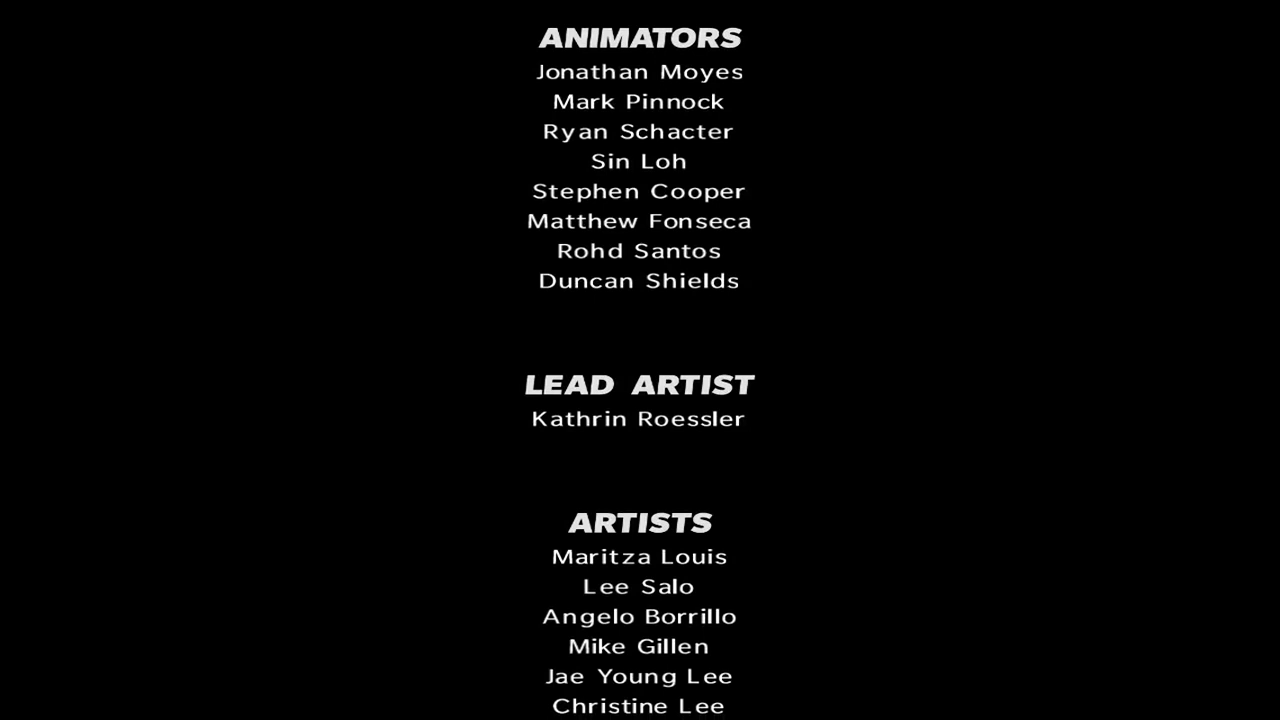 ANIMATORS
Jonathan Moyes
Mark Pinnock
Ryan Schacter
Sin Loh
Stephen Cooper
Matthew Fonseca
Rohd Santos
Duncan Shields
LEAD ARTIST
Kathrin Roessler
ARTISTS
Maritza Louis
Lee Salo
Angelo Borrillo
Mike Gillen
Jae Young Lee
Christine Lee